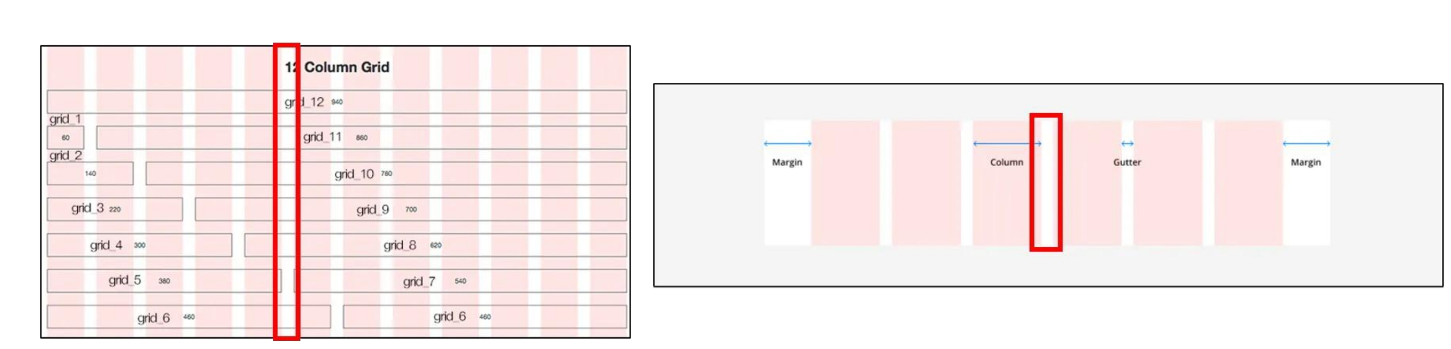 12 Column Grid
grid_12 940
grid_1
60
grid_11 860
grid_2
140
grid_10 780
grid_3 220
grid_9 700
grid_4 300
grid_8 620
grid_5 380
grid_7 540
grid_6 460
grid_6 460
Margin
Column
Gutter
Margin